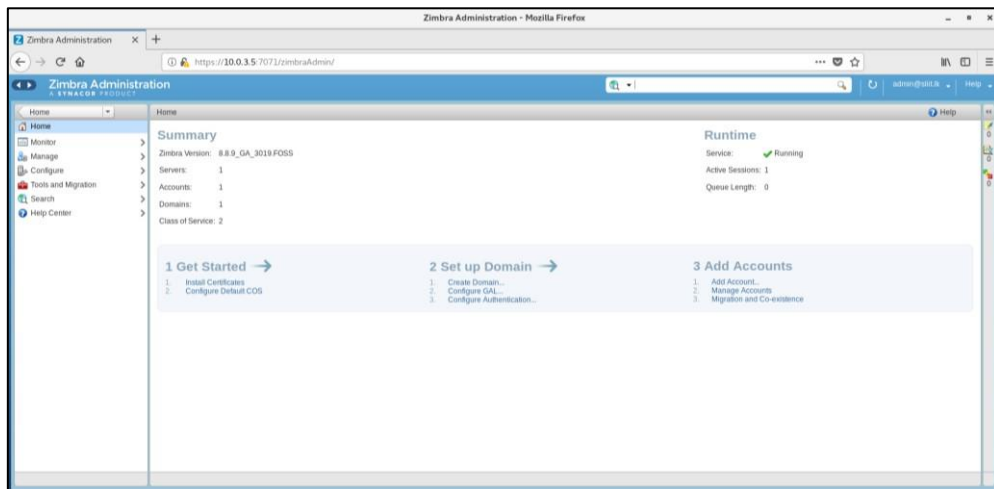 Zimbra Administration - Mozilla Firefox
Zimbra Administration
https://10.0.3.5:7071/zimbraAdmin/
Zimbra Administration
A SYNACOR PRODUCT
Help
Home
Home
Help
Home
Monitor
Manage
Configure
Tools and Migration
Search
Help Center
Summary
Zimbra Version: 8.8.9_GA_3019.FOSS
Servers: 1
Accounts: 1
Domains: 1
Class of Service: 2
Runtime
Service: Running
Active Sessions: 1
Queue Length: 0
1 Get Started
1. Install Certificates
2. Configure Default COS
2 Set up Domain
1. Create Domain...
2. Configure GAL...
3. Configure Authentication...
3 Add Accounts
1. Add Account...
2. Manage Accounts
3. Migration and Co-existence
0
0
0